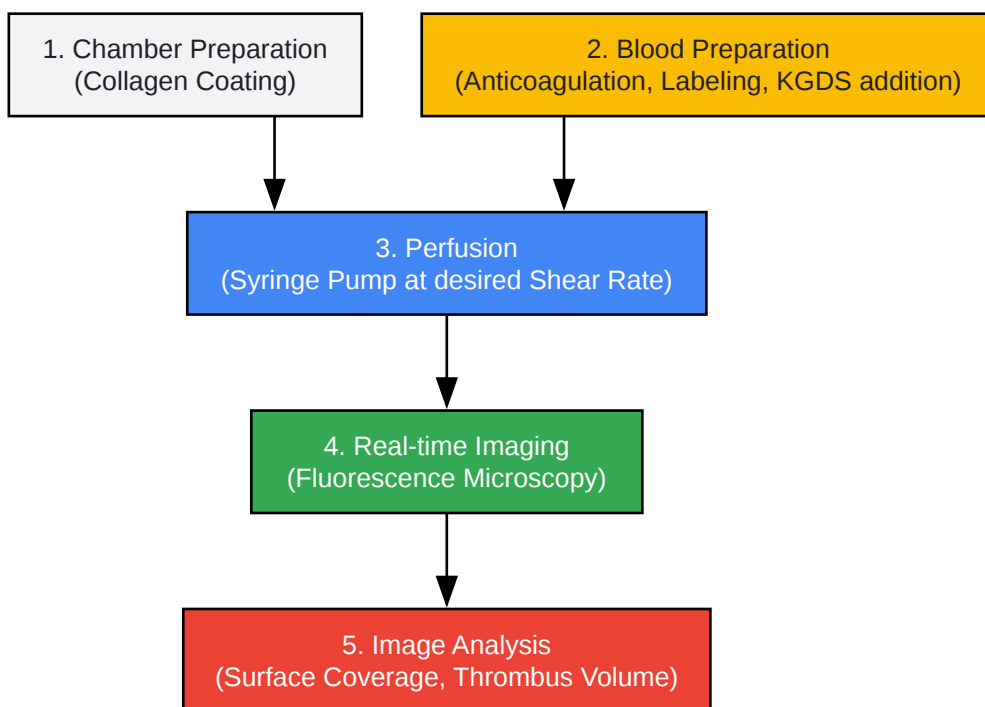 1. Chamber Preparation
(Collagen Coating)
2. Blood Preparation
(Anticoagulation, Labeling, KGDS addition)
3. Perfusion
(Syringe Pump at desired Shear Rate)
4. Real-time Imaging
(Fluorescence Microscopy)
5. Image Analysis
(Surface Coverage, Thrombus Volume)